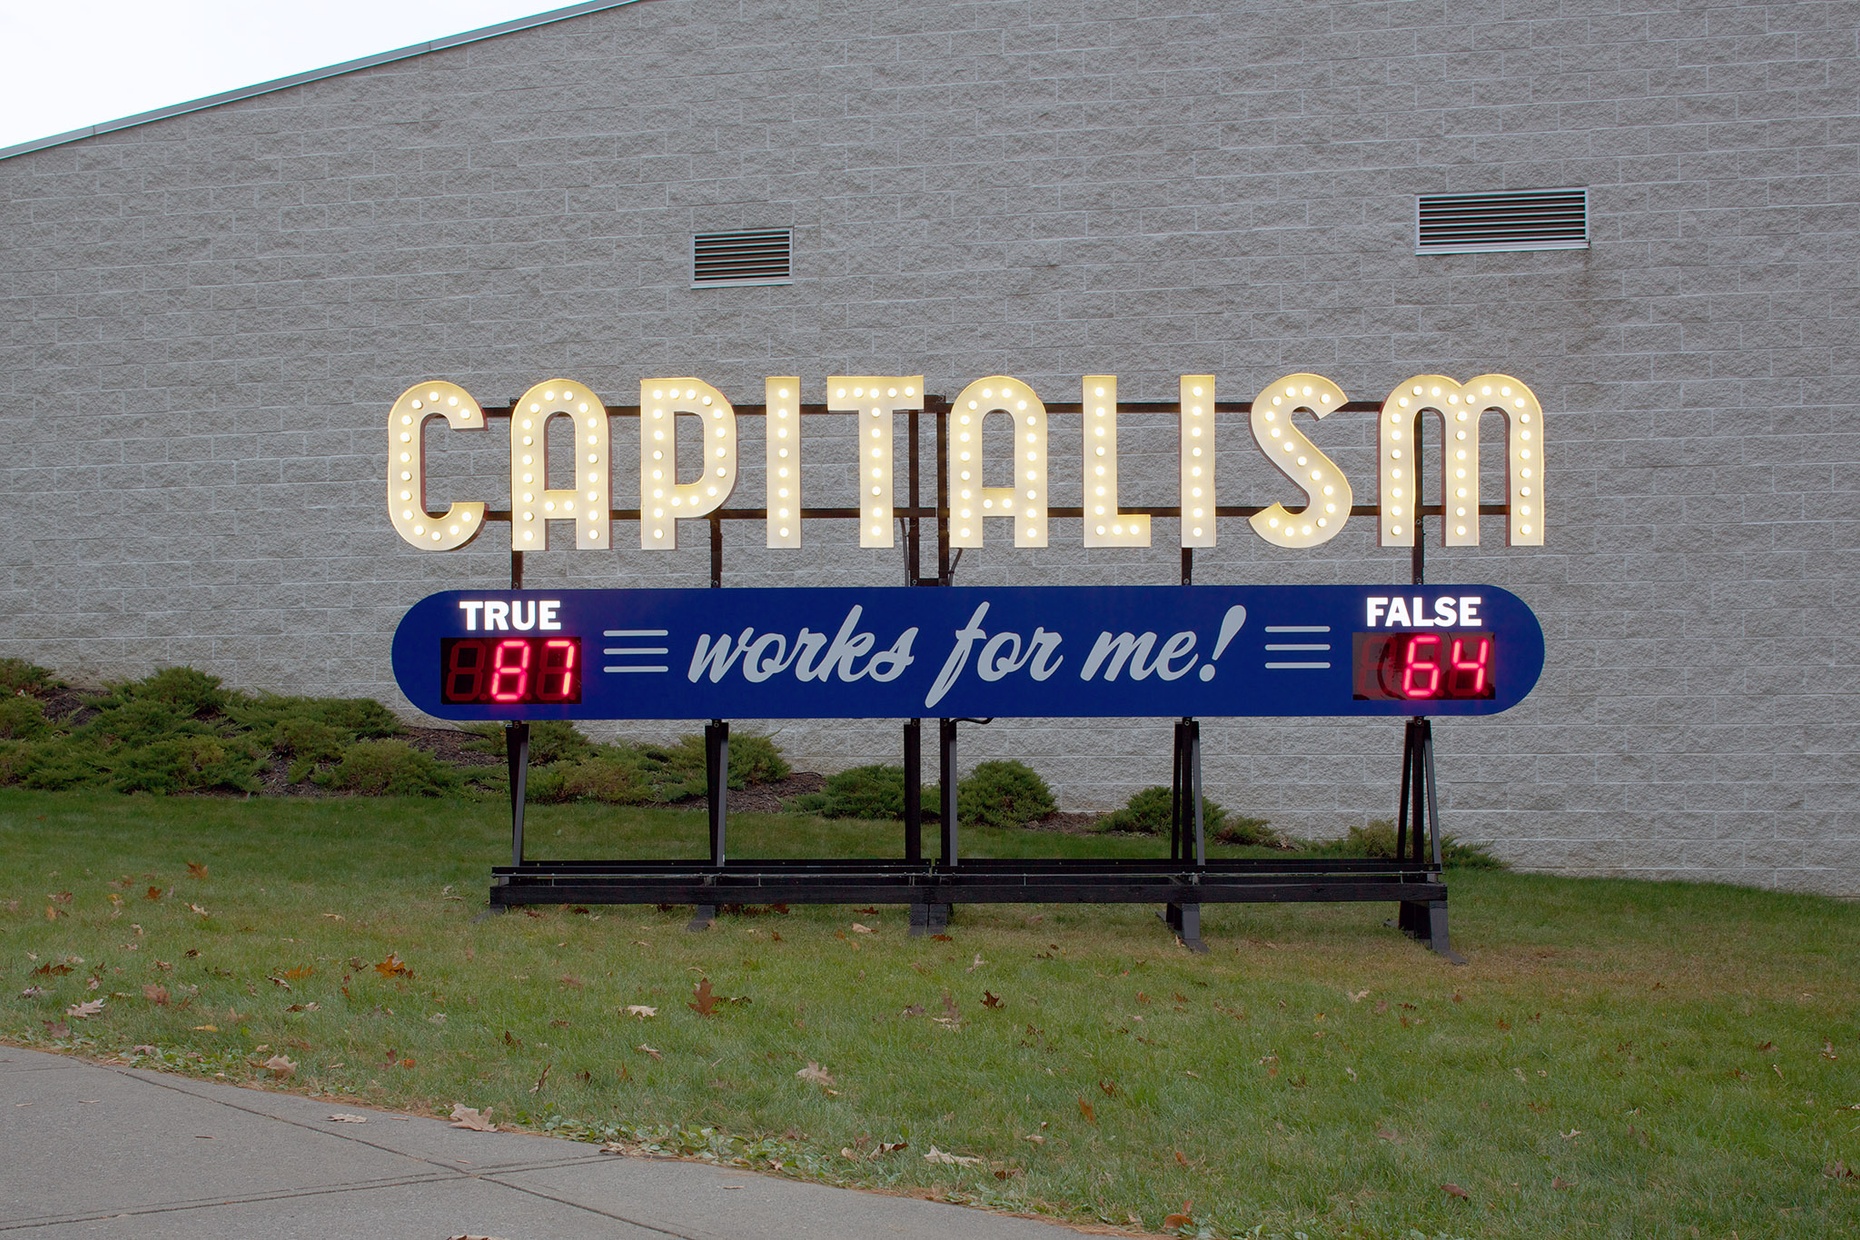 CAPITALISM
TRUE
87
works for me!
FALSE
64